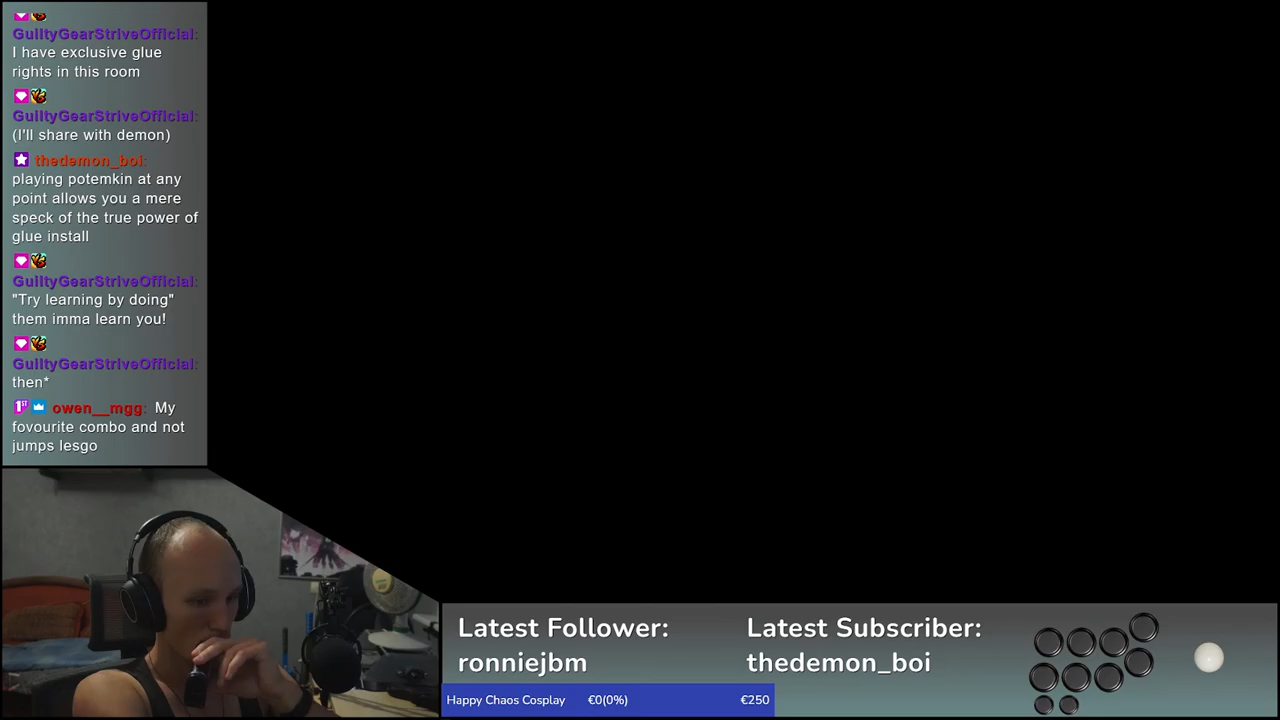 GuiltyGearStriveOfficial:
I have exclusive glue
rights in this room
GuiltyGearStriveOfficial:
(I'll share with demon)
thedemon_boi:
playing potemkin at any
point allows you a mere
speck of the true power of
glue install
GuiltyGearStriveOfficial:
"Try learning by doing"
them imma learn you!
GuiltyGearStriveOfficial:
then*
1ST owen__mgg: My
fovourite combo and not
jumps lesgo
Latest Follower:
ronniejbm
Latest Subscriber:
thedemon_boi
Happy Chaos Cosplay €0(0%) €250